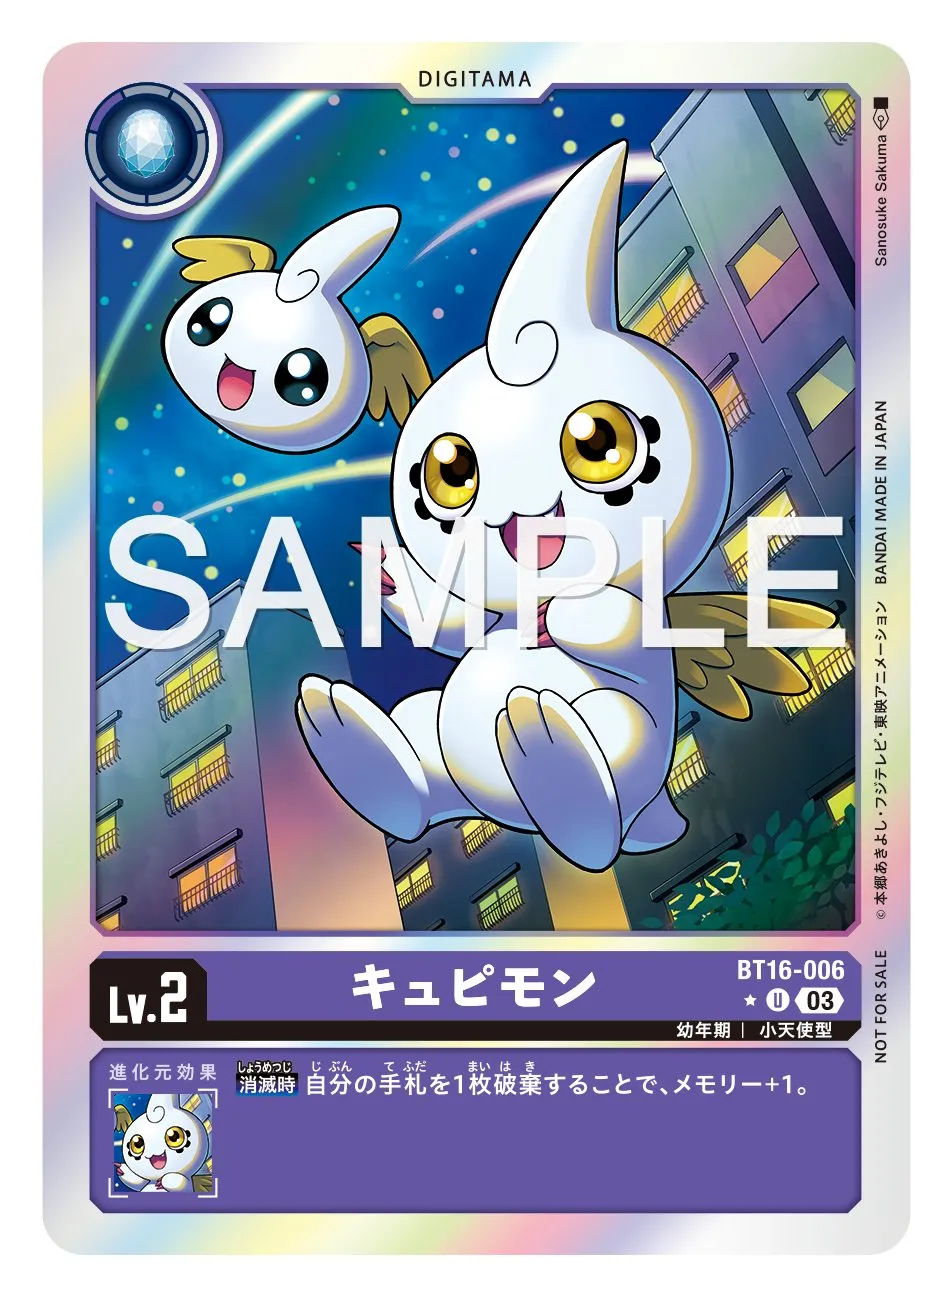 DIGITAMA
Sanosuke Sakuma
BANDAI MADE IN JAPAN
© 本郷あきよし・フジテレビ・東映アニメーション
NOT FOR SALE
SAMPLE
Lv.2
キュピモン
BT16-006
U 03
幼年期 | 小天使型
進化元効果
しょうめつじ じぶん てふだ まいはき
消滅時 自分の手札を1枚破棄することで、メモリー+1。